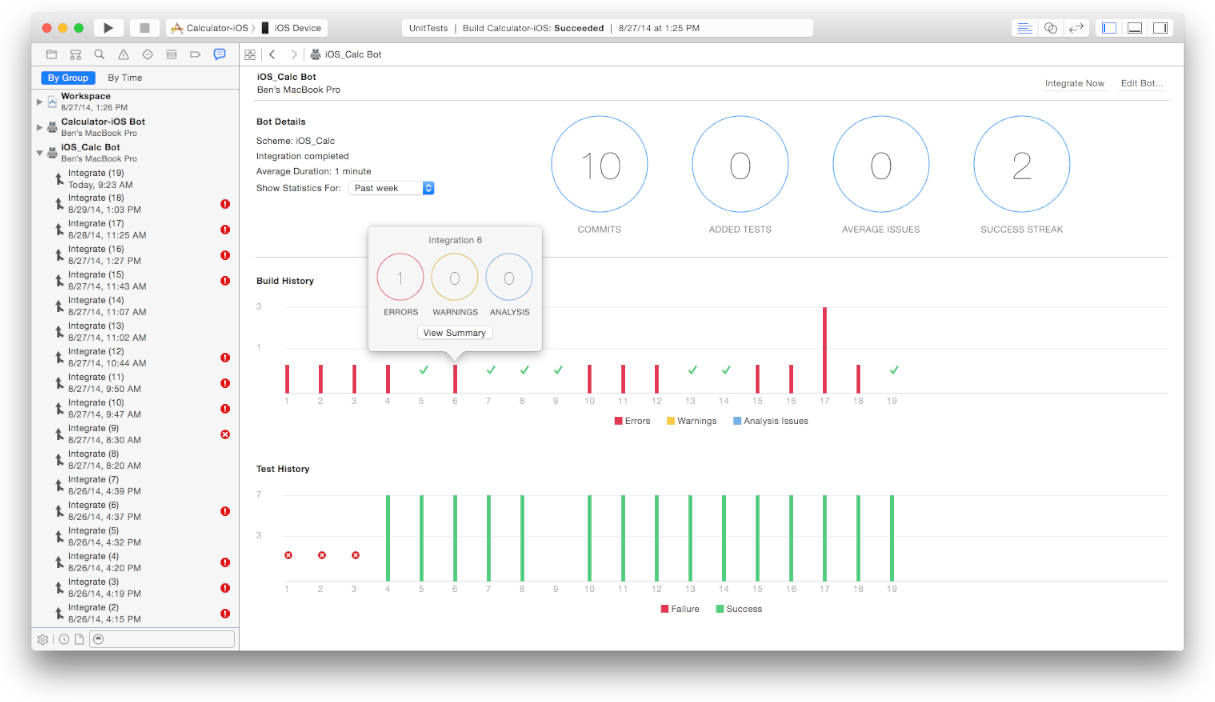 Calculator-iOS iOS Device
UnitTests | Build Calculator-iOS: Succeeded | 8/27/14 at 1:25 PM
iOS_Calc Bot
By Group By Time
Workspace
8/27/14, 1:26 PM
Calculator-iOS Bot
Ben's MacBook Pro
iOS_Calc Bot
Ben's MacBook Pro
Integrate (19)
Today, 9:23 AM
Integrate (18)
8/29/14, 1:03 PM
Integrate (17)
8/28/14, 11:25 AM
Integrate (16)
8/27/14, 1:27 PM
Integrate (15)
8/27/14, 11:43 AM
Integrate (14)
8/27/14, 11:07 AM
Integrate (13)
8/27/14, 11:02 AM
Integrate (12)
8/27/14, 10:44 AM
Integrate (11)
8/27/14, 9:50 AM
Integrate (10)
8/27/14, 9:47 AM
Integrate (9)
8/27/14, 8:30 AM
Integrate (8)
8/27/14, 8:20 AM
Integrate (7)
8/26/14, 4:39 PM
Integrate (6)
8/26/14, 4:37 PM
Integrate (5)
8/26/14, 4:32 PM
Integrate (4)
8/26/14, 4:20 PM
Integrate (3)
8/26/14, 4:19 PM
Integrate (2)
8/26/14, 4:15 PM
iOS_Calc Bot
Ben's MacBook Pro
Integrate Now Edit Bot...
Bot Details
Scheme: iOS_Calc
Integration completed
Average Duration: 1 minute
Show Statistics For: Past week
10 0 0 2
COMMITS ADDED TESTS AVERAGE ISSUES SUCCESS STREAK
Integration 6
1 0 0
ERRORS WARNINGS ANALYSIS
View Summary
Build History
3
1
1 2 3 4 5 6 7 8 9 10 11 12 13 14 15 16 17 18 19
Errors Warnings Analysis Issues
Test History
7
3
1 2 3 4 5 6 7 8 9 10 11 12 13 14 15 16 17 18 19
Failure Success